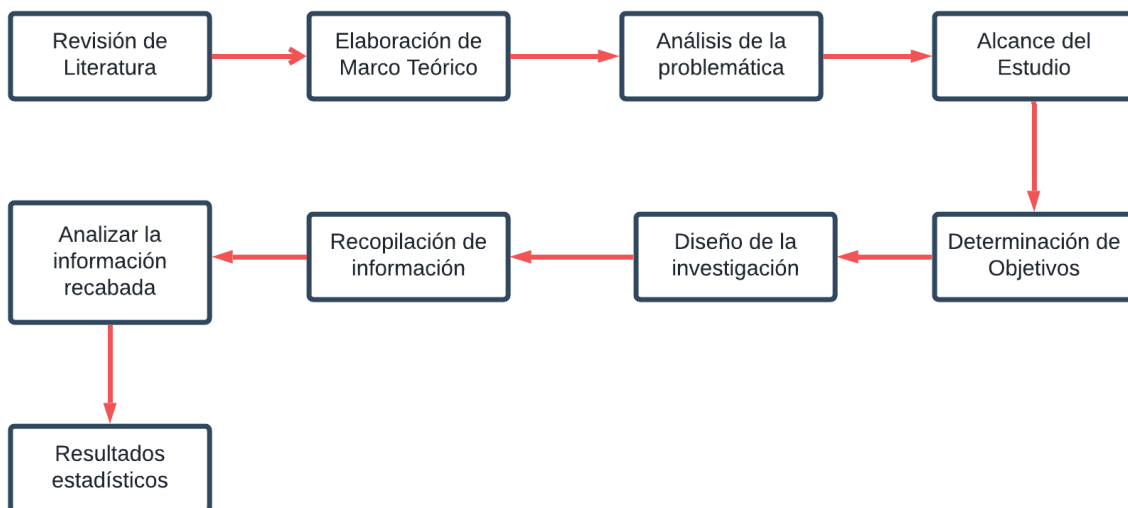 Revisión de
Literatura
Elaboración de
Marco Teórico
Análisis de la
problemática
Alcance del
Estudio
Determinación de
Objetivos
Diseño de la
investigación
Recopilación de
información
Analizar la
información
recabada
Resultados
estadísticos